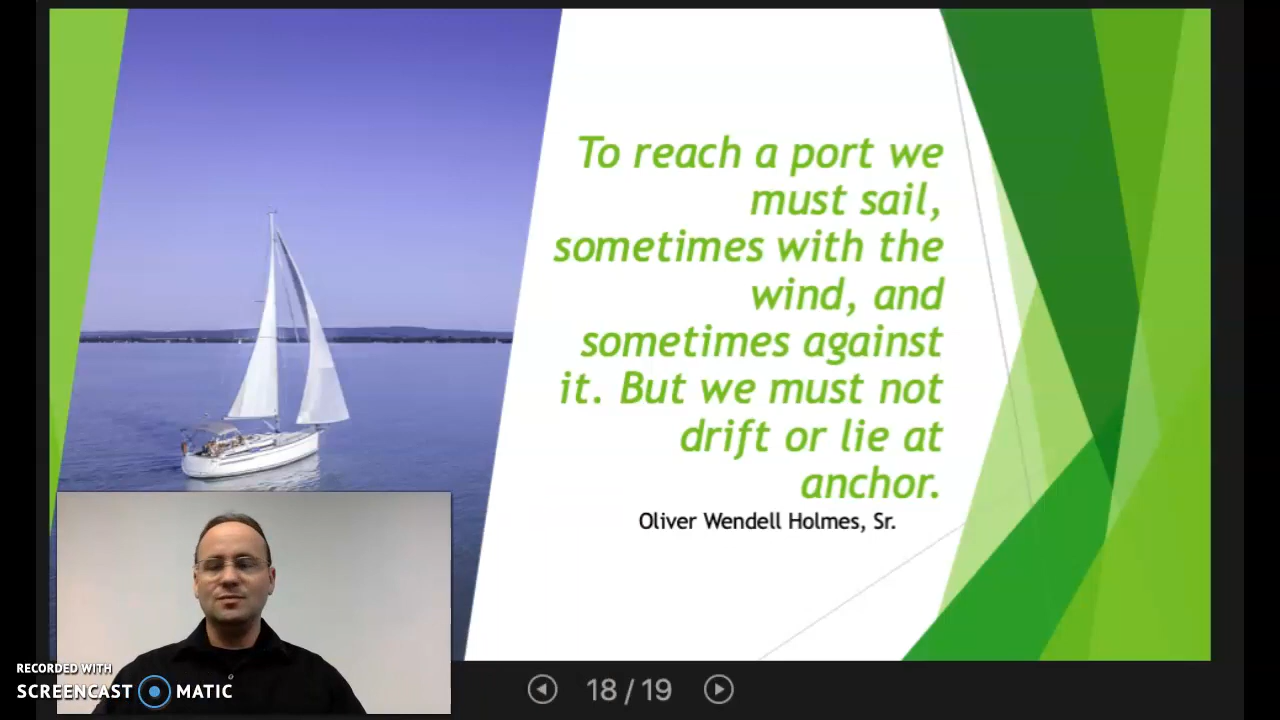 To reach a port we
must sail,
sometimes with the
wind, and
sometimes against
it. But we must not
drift or lie at
anchor.
Oliver Wendell Holmes, Sr.
RECORDED WITH
SCREENCAST MATIC
18 / 19